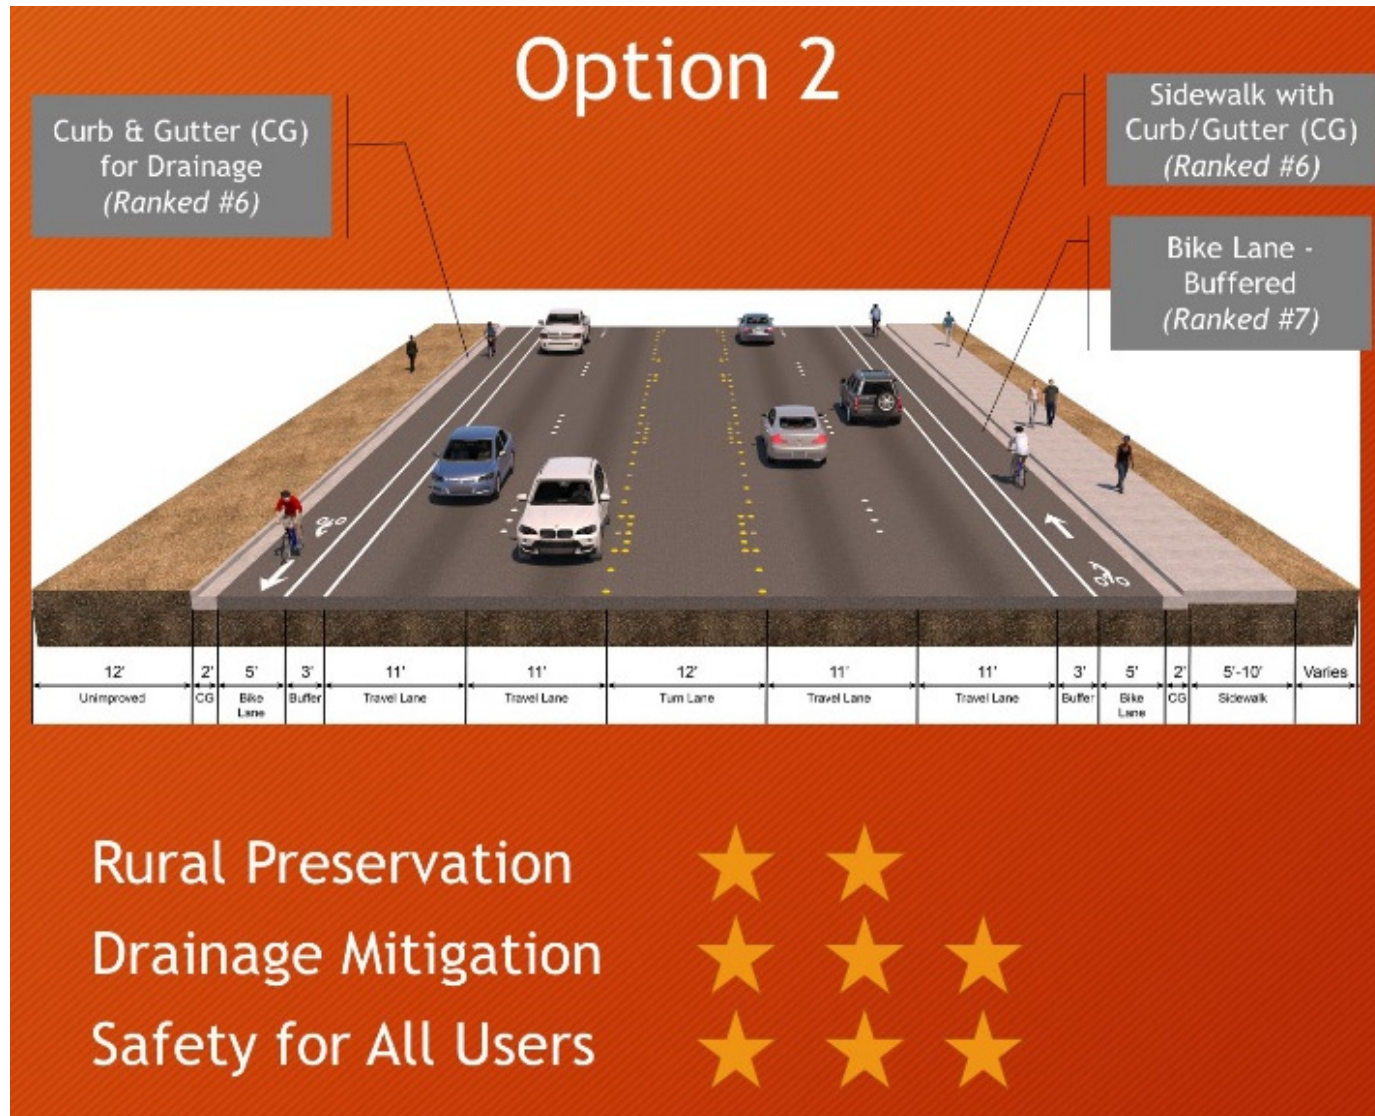 Option 2
Curb & Gutter (CG)
for Drainage
(Ranked #6)
Sidewalk with
Curb/Gutter (CG)
(Ranked #6)
Bike Lane -
Buffered
(Ranked #7)
12' 2' 5' 3' 11' 11' 12' 11' 11' 3' 5' 2' 5'-10' Varies
Unimproved CG Bike Buffer Travel Lane Travel Lane Turn Lane Travel Lane Travel Lane Buffer Bike CG Sidewalk
Lane Lane
Rural Preservation
Drainage Mitigation
Safety for All Users